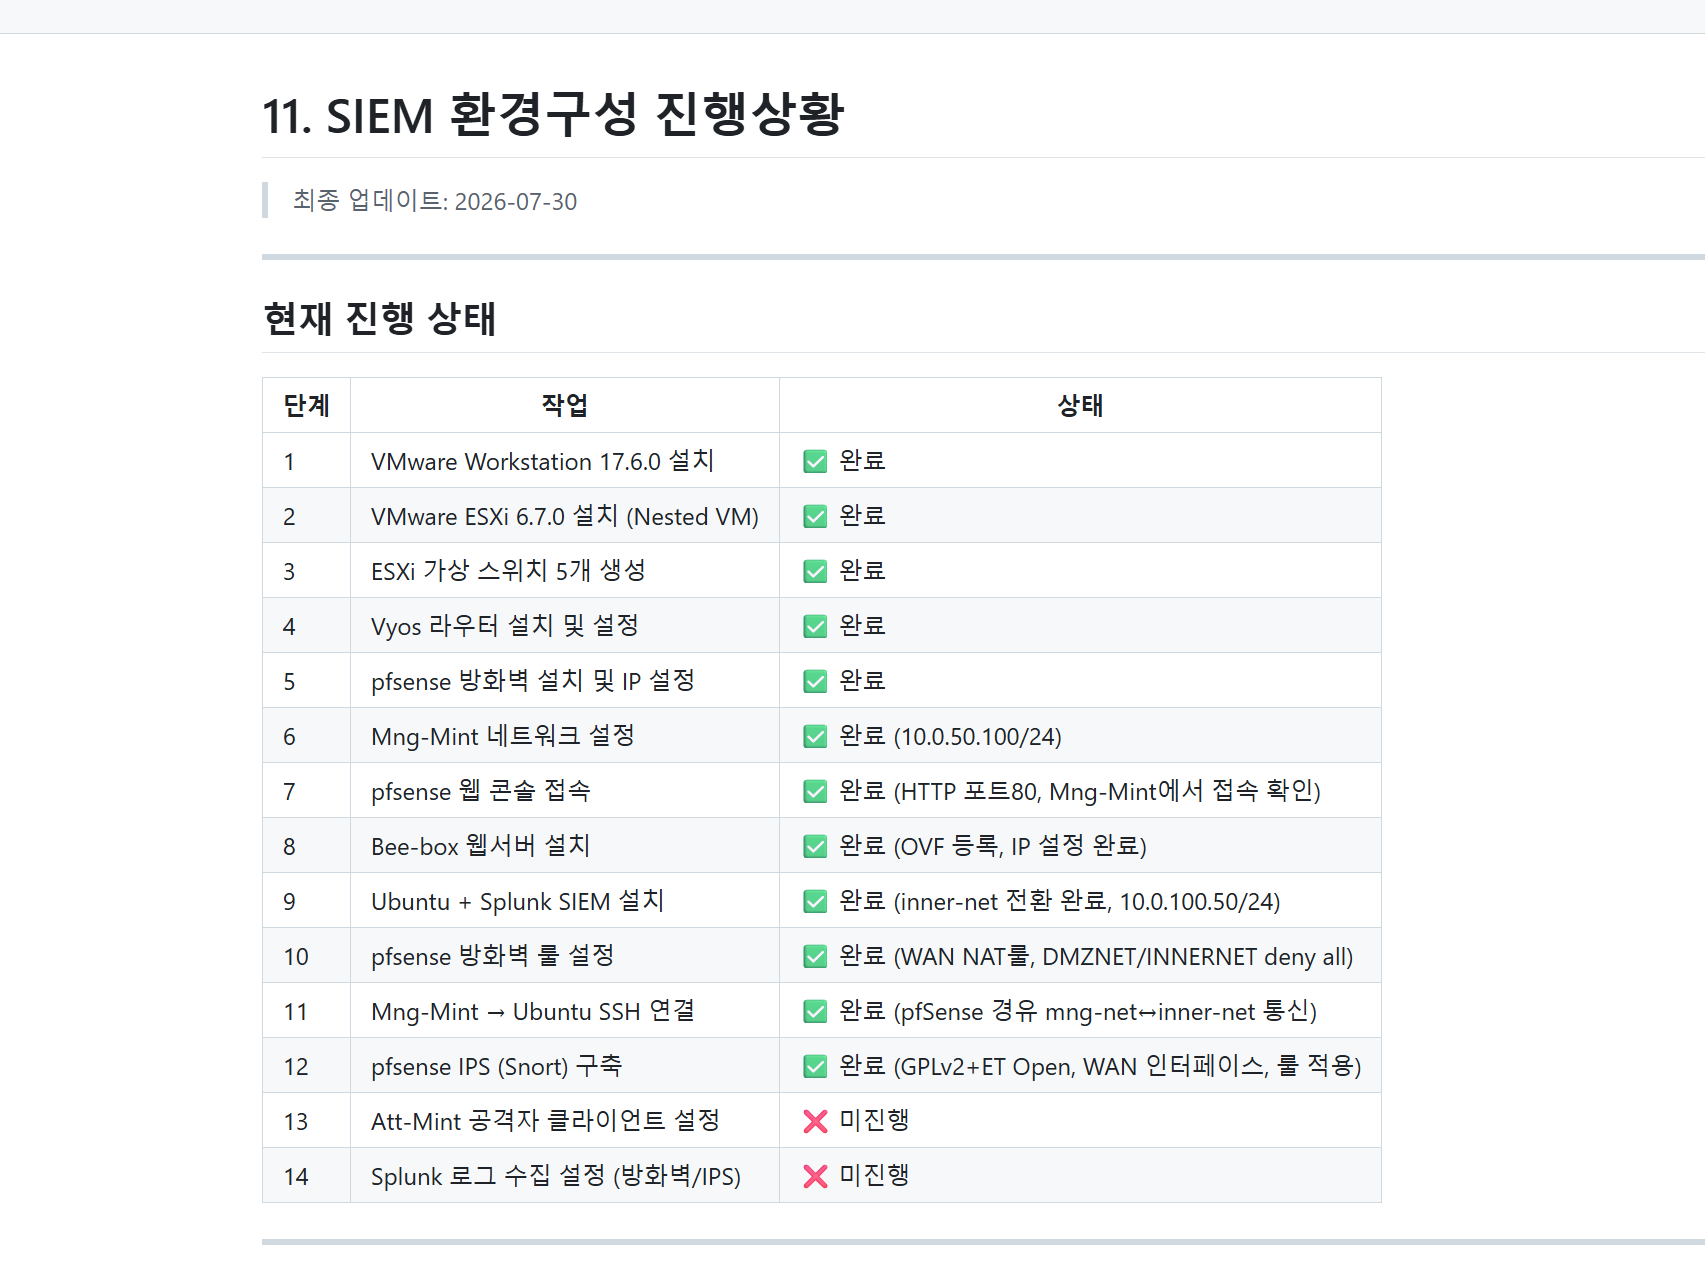 11. SIEM 환경구성 진행상황
최종 업데이트: 2026-07-30
현재 진행 상태
단계 작업 상태
1 VMware Workstation 17.6.0 설치 ✅ 완료
2 VMware ESXi 6.7.0 설치 (Nested VM) ✅ 완료
3 ESXi 가상 스위치 5개 생성 ✅ 완료
4 Vyos 라우터 설치 및 설정 ✅ 완료
5 pfsense 방화벽 설치 및 IP 설정 ✅ 완료
6 Mng-Mint 네트워크 설정 ✅ 완료 (10.0.50.100/24)
7 pfsense 웹 콘솔 접속 ✅ 완료 (HTTP 포트80, Mng-Mint에서 접속 확인)
8 Bee-box 웹서버 설치 ✅ 완료 (OVF 등록, IP 설정 완료)
9 Ubuntu + Splunk SIEM 설치 ✅ 완료 (inner-net 전환 완료, 10.0.100.50/24)
10 pfsense 방화벽 룰 설정 ✅ 완료 (WAN NAT룰, DMZNET/INNERNET deny all)
11 Mng-Mint → Ubuntu SSH 연결 ✅ 완료 (pfSense 경유 mng-net↔inner-net 통신)
12 pfsense IPS (Snort) 구축 ✅ 완료 (GPLv2+ET Open, WAN 인터페이스, 룰 적용)
13 Att-Mint 공격자 클라이언트 설정 ❌ 미진행
14 Splunk 로그 수집 설정 (방화벽/IPS) ❌ 미진행